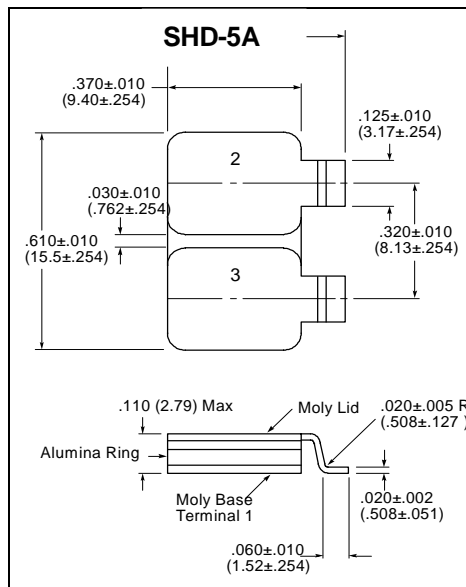 SHD-5A
.370±.010
(9.40±.254)
.125±.010
(3.17±.254)
2
.030±.010
(.762±.254)
.320±.010
(8.13±.254)
.610±.010
(15.5±.254)
3
.110 (2.79) Max
Moly Lid
.020±.005 R
(.508±.127 )
Alumina Ring
Moly Base
Terminal 1
.020±.002
(.508±.051)
.060±.010
(1.52±.254)